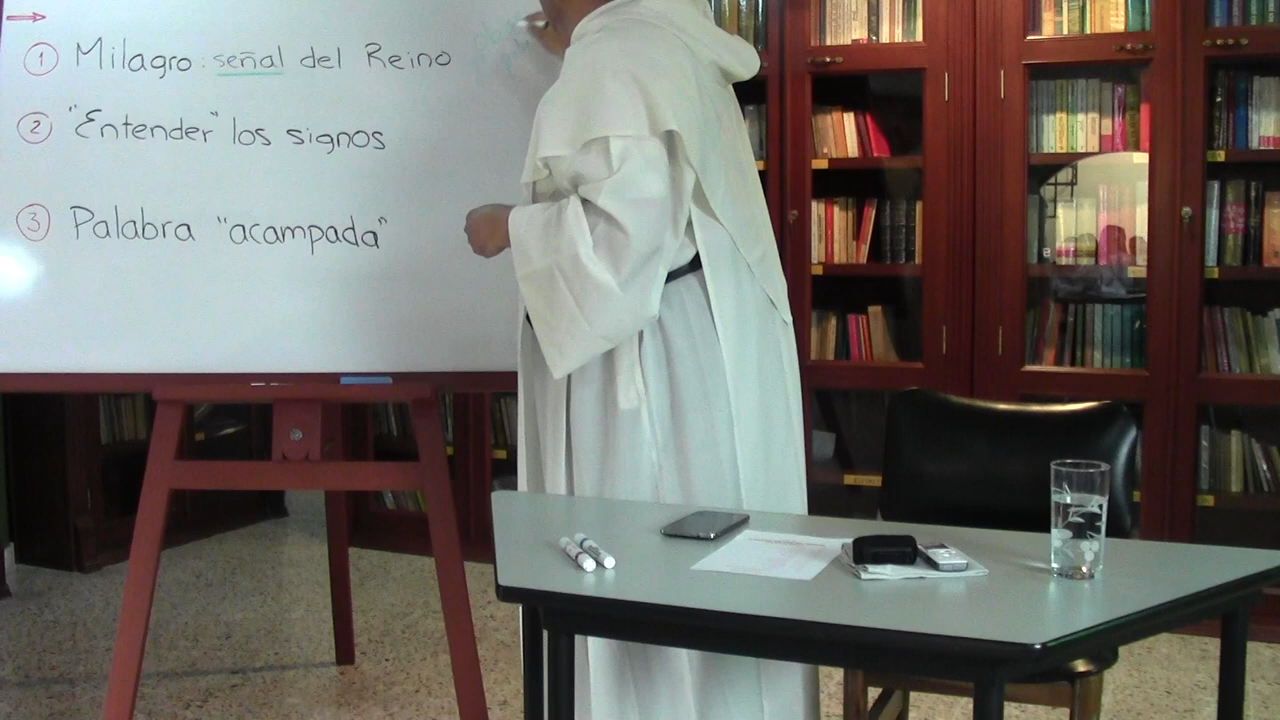 1 Milagro: señal del Reino
2 "Entender" los signos
3 Palabra "acampada"